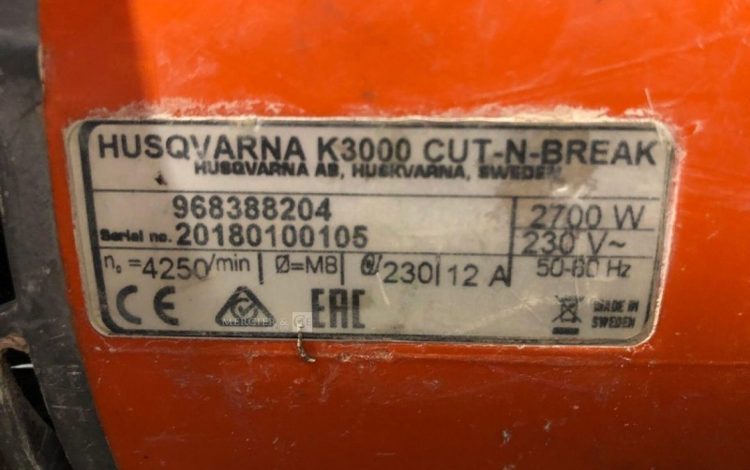 HUSQVARNA K3000 CUT-N-BREAK
HUSQVARNA AB, HUSKVARNA, SWEDEN
968388204
2700 W
Serial no. 20180100105
230 V~
n₀=4250/min Ø=M8 230 12 A
50-60 Hz
CE EAC
MADE IN
SWEDEN